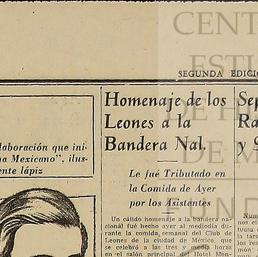 CENT
ESTU
SEGUNDA EDICI
Homenaje de los
Leones a la
Bandera Nal.
Le fué Tributado en
la Comida de Ayer
por los Asistentes
Un cálido homenaje a la bandera na-
cional fué hecho ayer al mediodía du-
rante la comida semanal del Club de
Leones de la ciudad de México, que
se celebró a las tres y media horas
en el salón principal del Hotel Mon-
Sep
Ra
y
laboración que ini-
a Mexicano", ilus-
ente lápiz